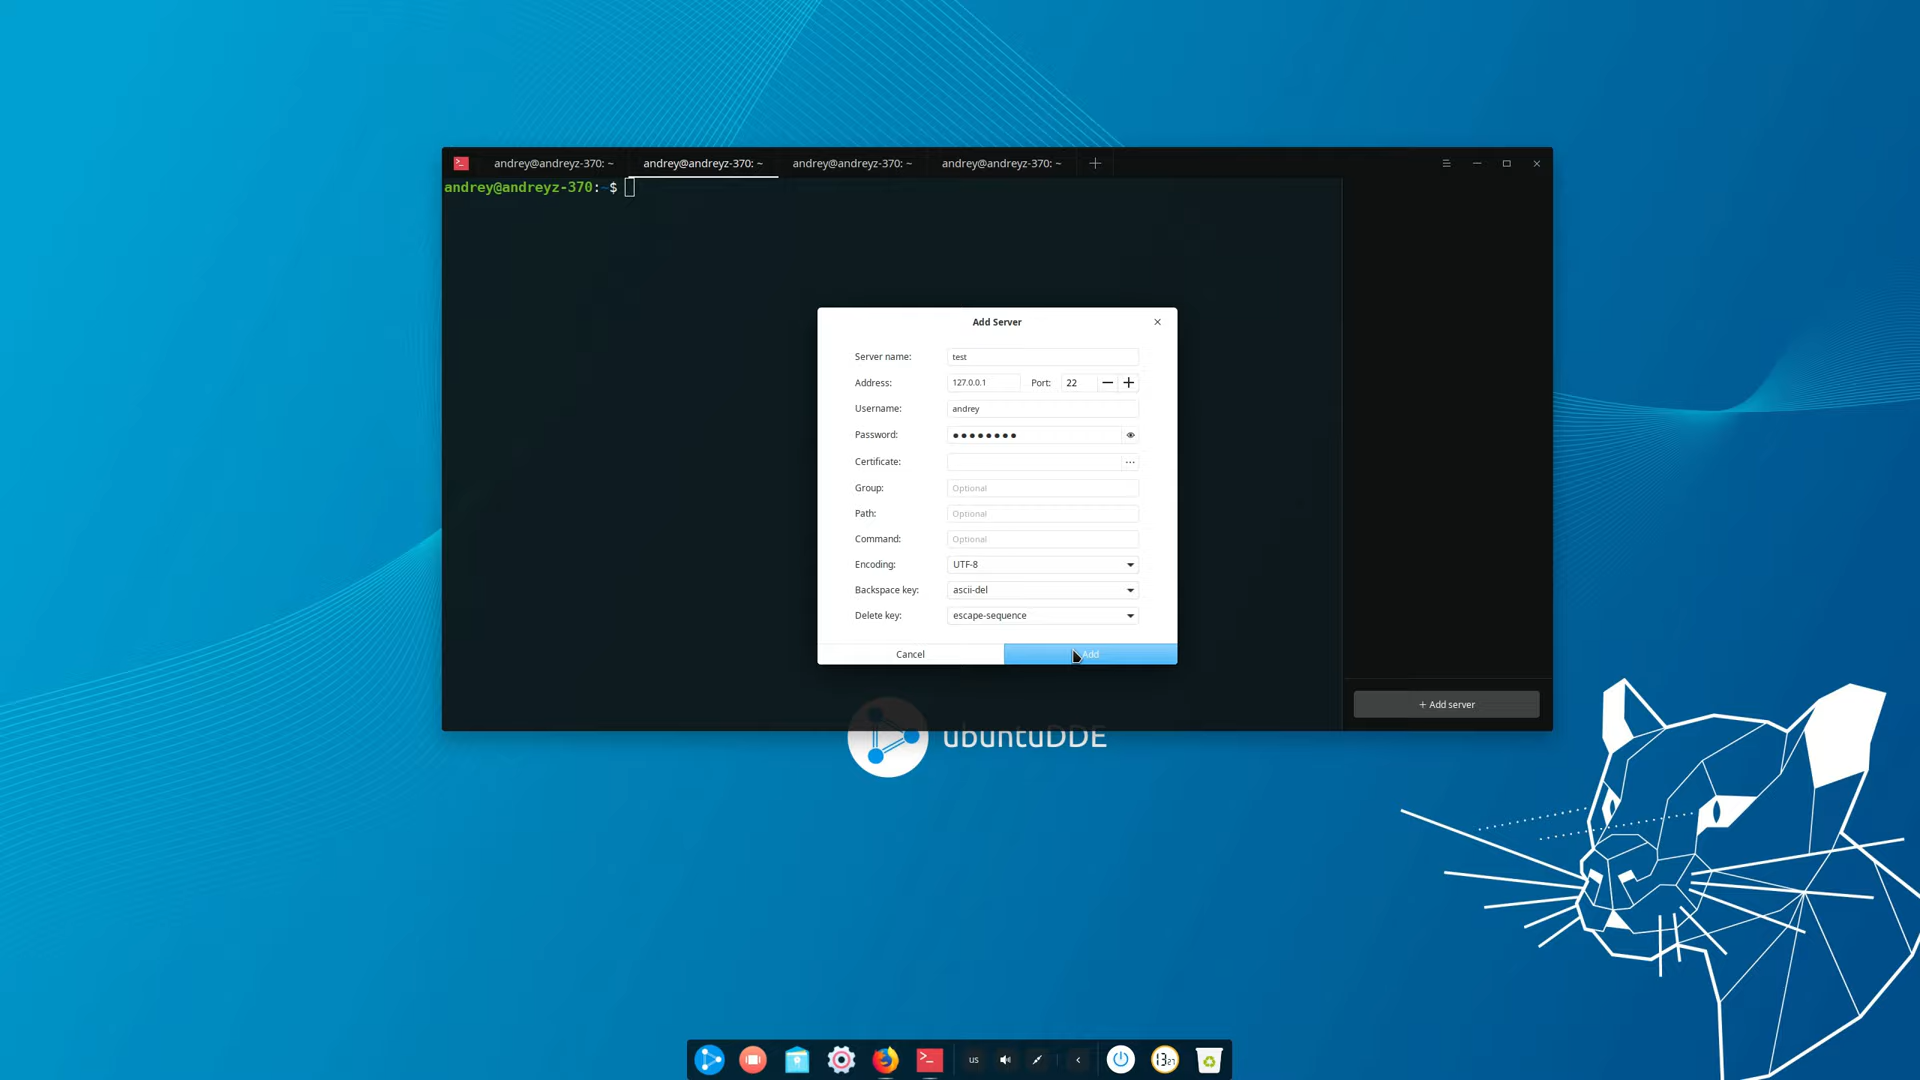 andrey@andreyz-370: ~ andrey@andreyz-370: ~ andrey@andreyz-370: ~ andrey@andreyz-370: ~
andrey@andreyz-370:~$
Add Server
Server name: test
Address: 127.0.0.1 Port: 22
Username: andrey
Password: ●●●●●●●●
Certificate:
Group: Optional
Path: Optional
Command: Optional
Encoding: UTF-8
Backspace key: ascii-del
Delete key: escape-sequence
Cancel Add
+ Add server
ubuntuDDE
us
13 27